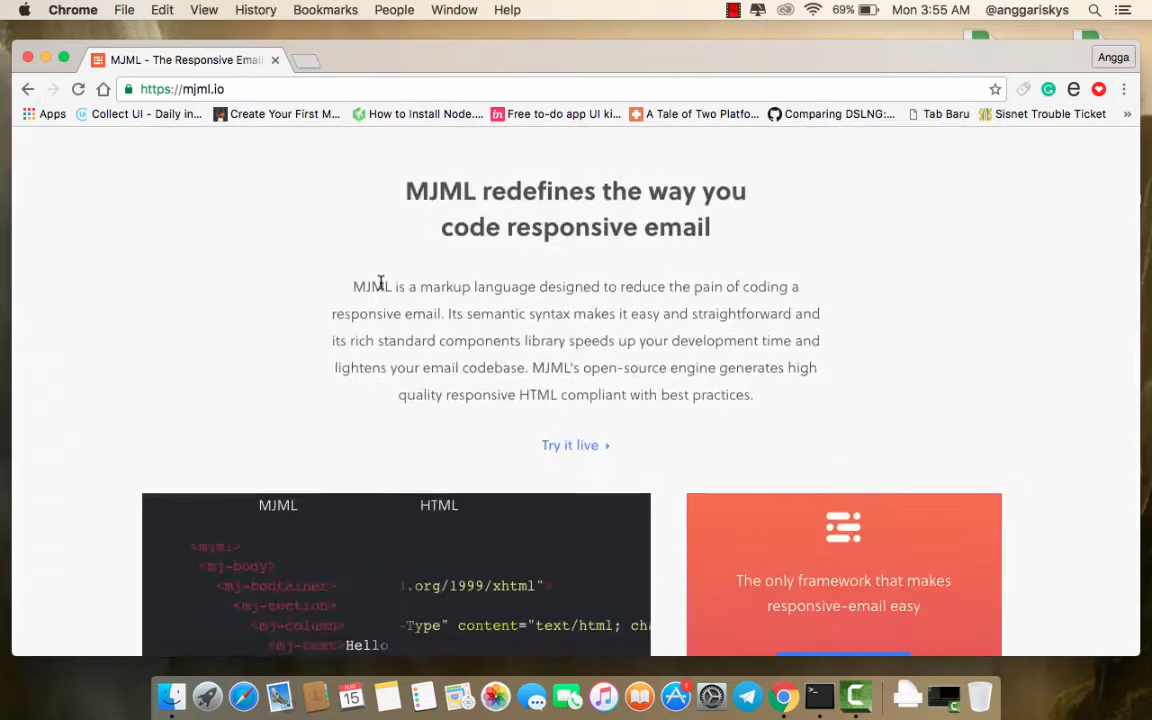 Chrome File Edit View History Bookmarks People Window Help 69% Mon 3:55 AM @anggariskys
MJML - The Responsive Emai
Angga
https://mjml.io
Apps Collect UI - Daily in... Create Your First M... How to Install Node.... Free to-do app UI ki... A Tale of Two Platfo... Comparing DSLNG:... Tab Baru Sisnet Trouble Ticket »
MJML redefines the way you
code responsive email
MJML is a markup language designed to reduce the pain of coding a
responsive email. Its semantic syntax makes it easy and straightforward and
its rich standard components library speeds up your development time and
lightens your email codebase. MJML's open-source engine generates high
quality responsive HTML compliant with best practices.
Try it live
MJML HTML
<mjml>
<mj-body>
<mj-container>
.org/1999/xhtml"
<mj-section>
<mj-column>
-Type" content="text/html; cha
<mj-text>Hello
The only framework that makes
responsive-email easy
AUG
15
1